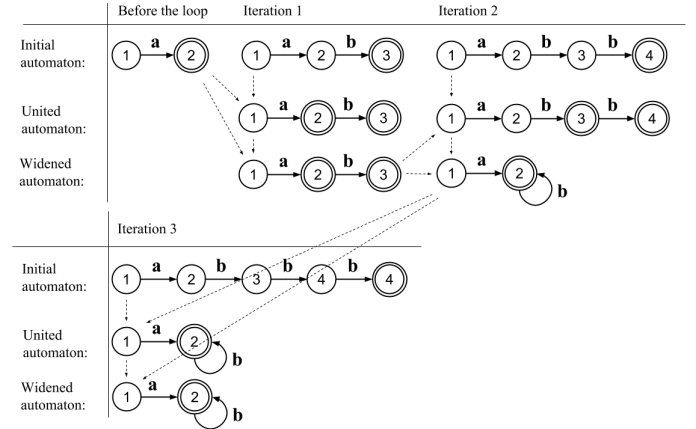 Before the loop Iteration 1 Iteration 2
Initial automaton: 1 a 2 1 a 2 b 3 1 a 2 b 3 b 4
United automaton: 1 a 2 b 3 1 a 2 b 3 b 4
Widened automaton: 1 a 2 b 3 1 a 2 b
Iteration 3
Initial automaton: 1 a 2 b 3 b 4 b 4
United automaton: 1 a 2 b
Widened automaton: 1 a 2 b